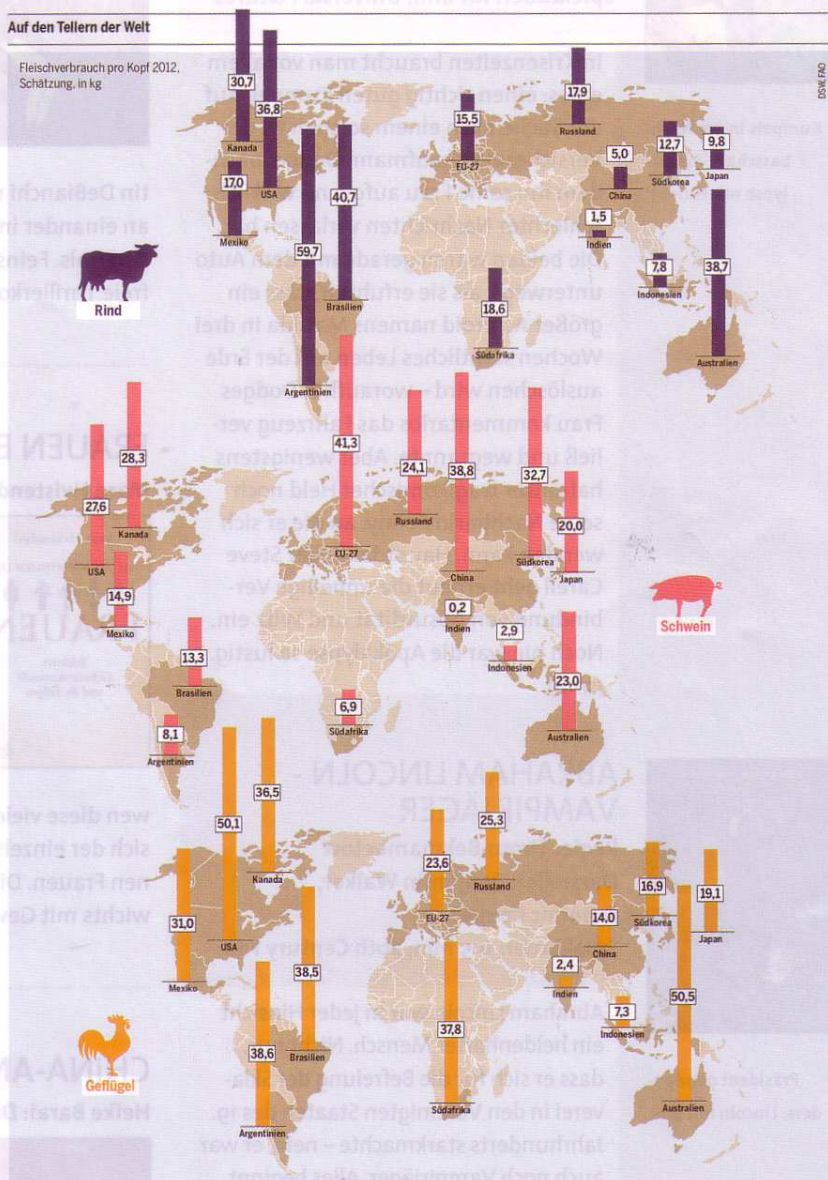 Auf den Tellern der Welt
Fleischverbrauch pro Kopf 2012,
Schätzung, in kg
DSW, FAO
30,7
Kanada
36,8
USA
17,0
Mexiko
59,7
Argentinien
40,7
Brasilien
15,5
EU-27
17,9
Russland
5,0
China
12,7
Südkorea
9,8
Japan
1,5
Indien
7,8
Indonesien
38,7
Australien
18,6
Südafrika
Rind
27,6
USA
28,3
Kanada
14,9
Mexiko
13,3
Brasilien
8,1
Argentinien
41,3
EU-27
24,1
Russland
38,8
China
32,7
Südkorea
20,0
Japan
0,2
Indien
2,9
Indonesien
23,0
Australien
6,9
Südafrika
Schwein
31,0
Mexiko
50,1
USA
36,5
Kanada
38,5
Brasilien
38,6
Argentinien
23,6
EU-27
25,3
Russland
14,0
China
16,9
Südkorea
19,1
Japan
2,4
Indien
7,3
Indonesien
50,5
Australien
37,8
Südafrika
Geflügel